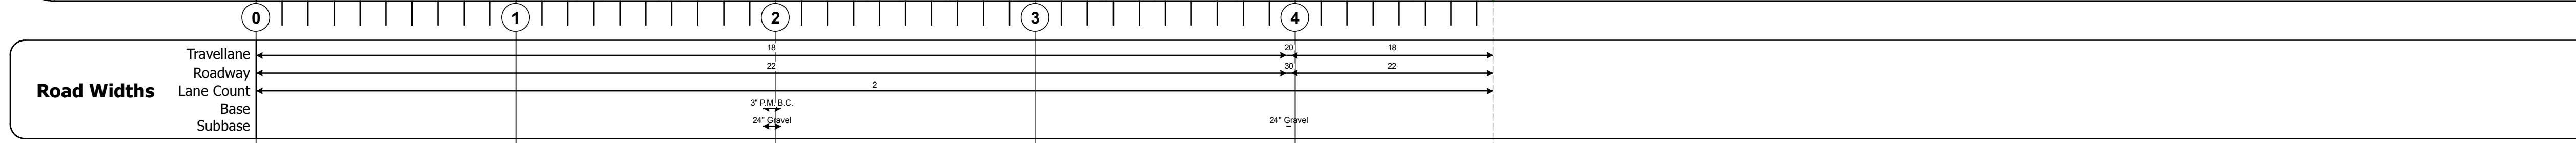 0 1 2 3 4
Travellane 18 20 18
Roadway 22 30 22
Road Widths
Lane Count 2
Base 3" P.M. B.C.
Subbase 24" Gravel 24" Gravel